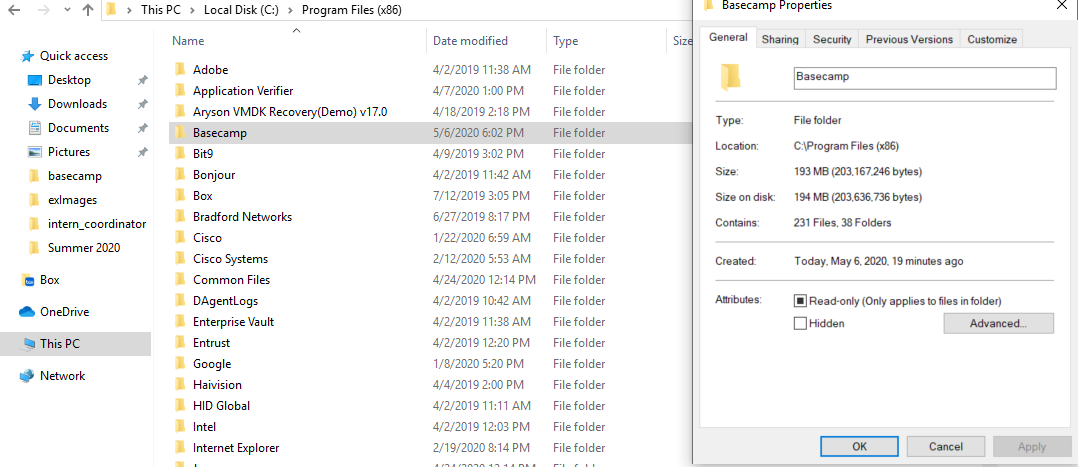 This PC > Local Disk (C:) > Program Files (x86)
Name Date modified Type Size
Quick access
Desktop
Downloads
Documents
Pictures
basecamp
exImages
intern_coordinator
Summer 2020
Box
OneDrive
This PC
Network
Adobe 4/2/2019 11:38 AM File folder
Application Verifier 4/7/2020 1:00 PM File folder
Aryson VMDK Recovery(Demo) v17.0 4/18/2019 2:18 PM File folder
Basecamp 5/6/2020 6:02 PM File folder
Bit9 4/9/2019 3:02 PM File folder
Bonjour 4/2/2019 11:42 AM File folder
Box 7/12/2019 3:05 PM File folder
Bradford Networks 6/27/2019 8:17 PM File folder
Cisco 1/22/2020 6:59 AM File folder
Cisco Systems 2/12/2020 5:53 AM File folder
Common Files 4/24/2020 12:14 PM File folder
DAgentLogs 4/2/2019 10:42 AM File folder
Enterprise Vault 4/2/2019 11:38 AM File folder
Entrust 4/2/2019 12:20 PM File folder
Google 1/8/2020 5:20 PM File folder
Haivision 4/4/2019 2:00 PM File folder
HID Global 4/2/2019 11:11 AM File folder
Intel 4/2/2019 12:03 PM File folder
Internet Explorer 2/19/2020 8:14 PM File folder
Basecamp Properties
General Sharing Security Previous Versions Customize
Basecamp
Type: File folder
Location: C:\Program Files (x86)
Size: 193 MB (203,167,246 bytes)
Size on disk: 194 MB (203,636,736 bytes)
Contains: 231 Files, 38 Folders
Created: Today, May 6, 2020, 19 minutes ago
Attributes: Read-only (Only applies to files in folder)
Hidden Advanced...
OK Cancel Apply